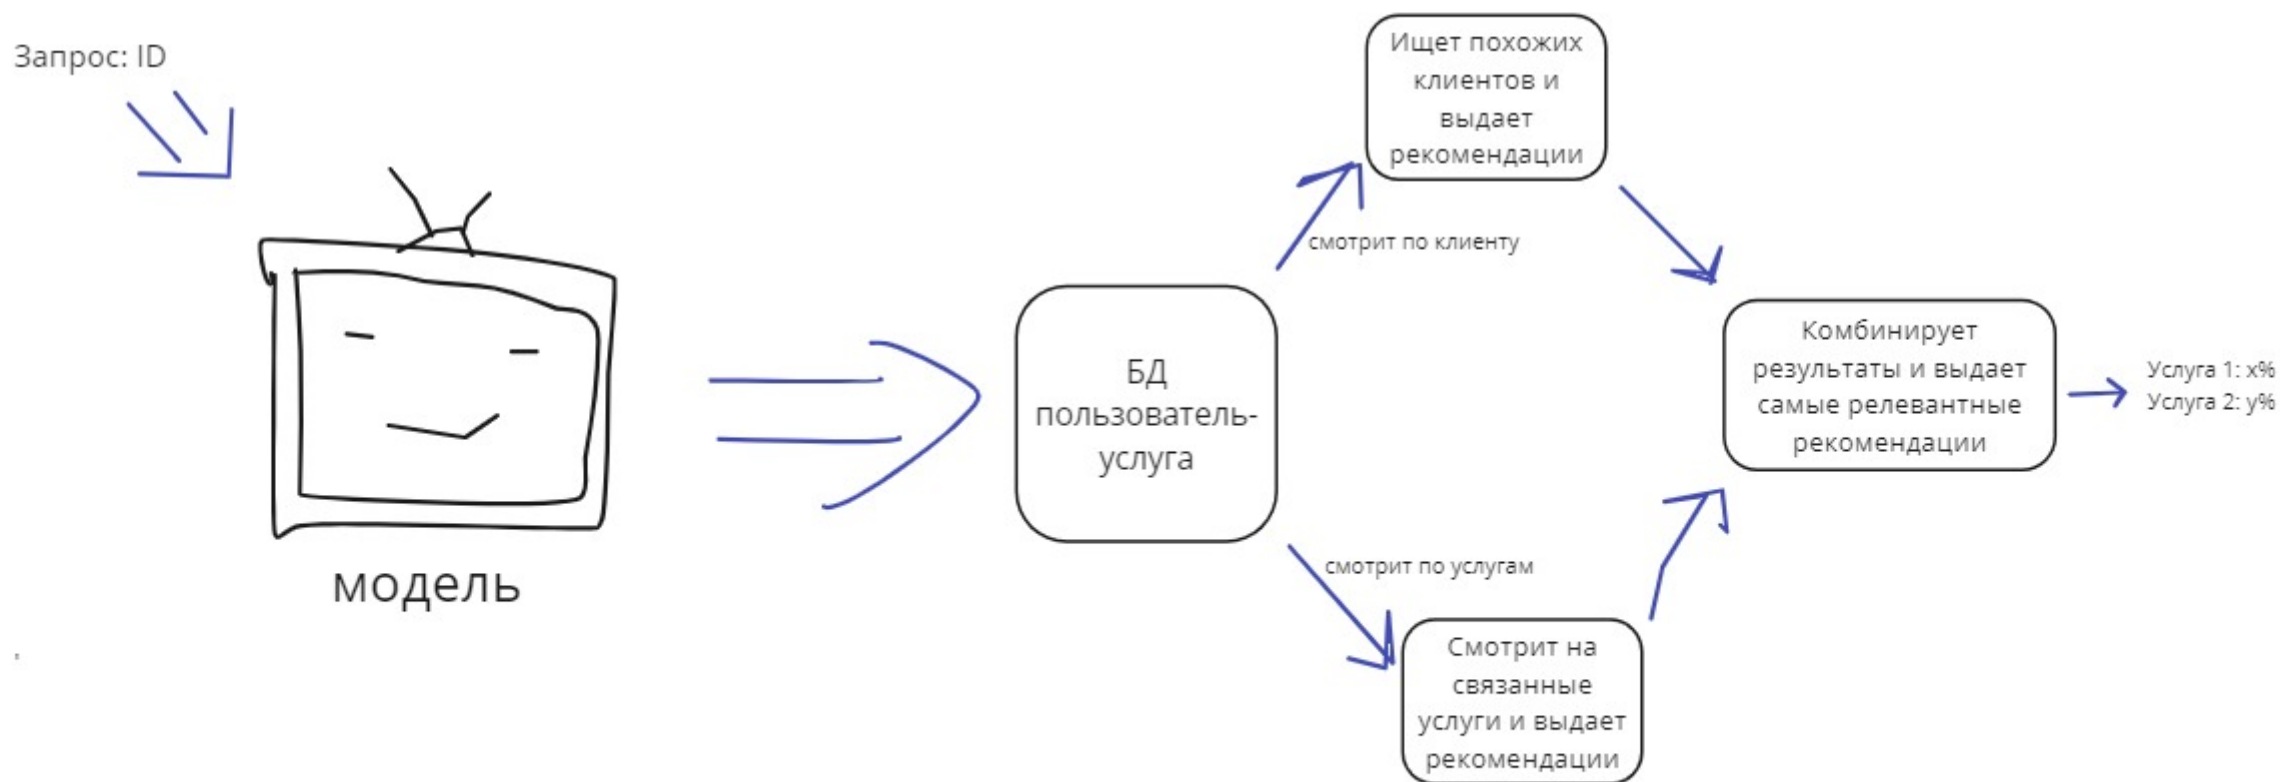 Запрос: ID
модель
БД
пользователь-
услуга
смотрит по клиенту
Ищет похожих
клиентов и
выдает
рекомендации
смотрит по услугам
Смотрит на
связанные
услуги и выдает
рекомендации
Комбинирует
результаты и выдает
самые релевантные
рекомендации
Услуга 1: x%
Услуга 2: y%